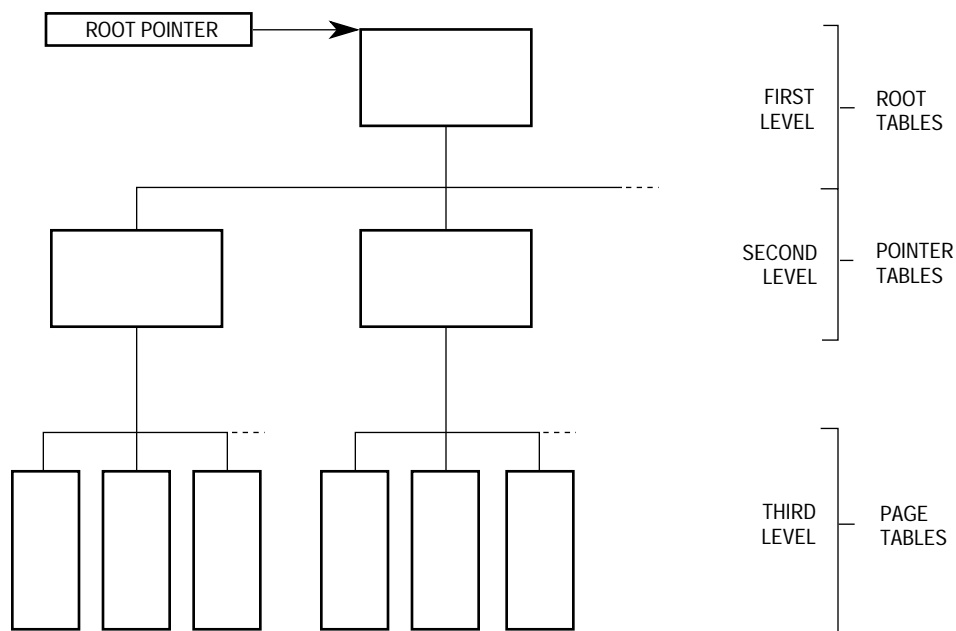 ROOT POINTER
FIRST
LEVEL
ROOT
TABLES
SECOND
LEVEL
POINTER
TABLES
THIRD
LEVEL
PAGE
TABLES